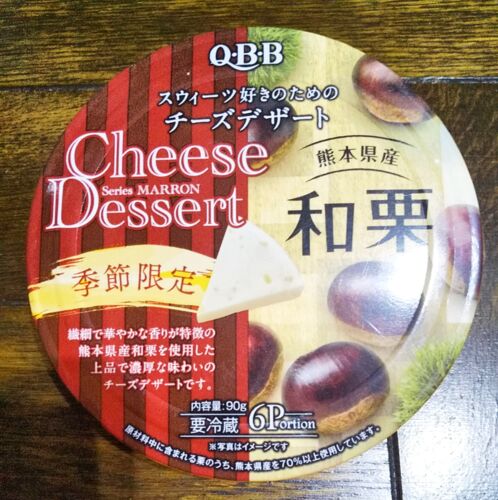 Q·B·B
スウィーツ好きのための
チーズデザート
Cheese
Series MARRON
Dessert
熊本県産
和栗
季節限定
繊細で華やかな香りが特徴の
熊本県産和栗を使用した
上品で濃厚な味わいの
チーズデザートです。
内容量:90g
要冷蔵 6Portion
※写真はイメージです
原材料中に含まれる栗のうち、熊本県産を70%以上使用しています。